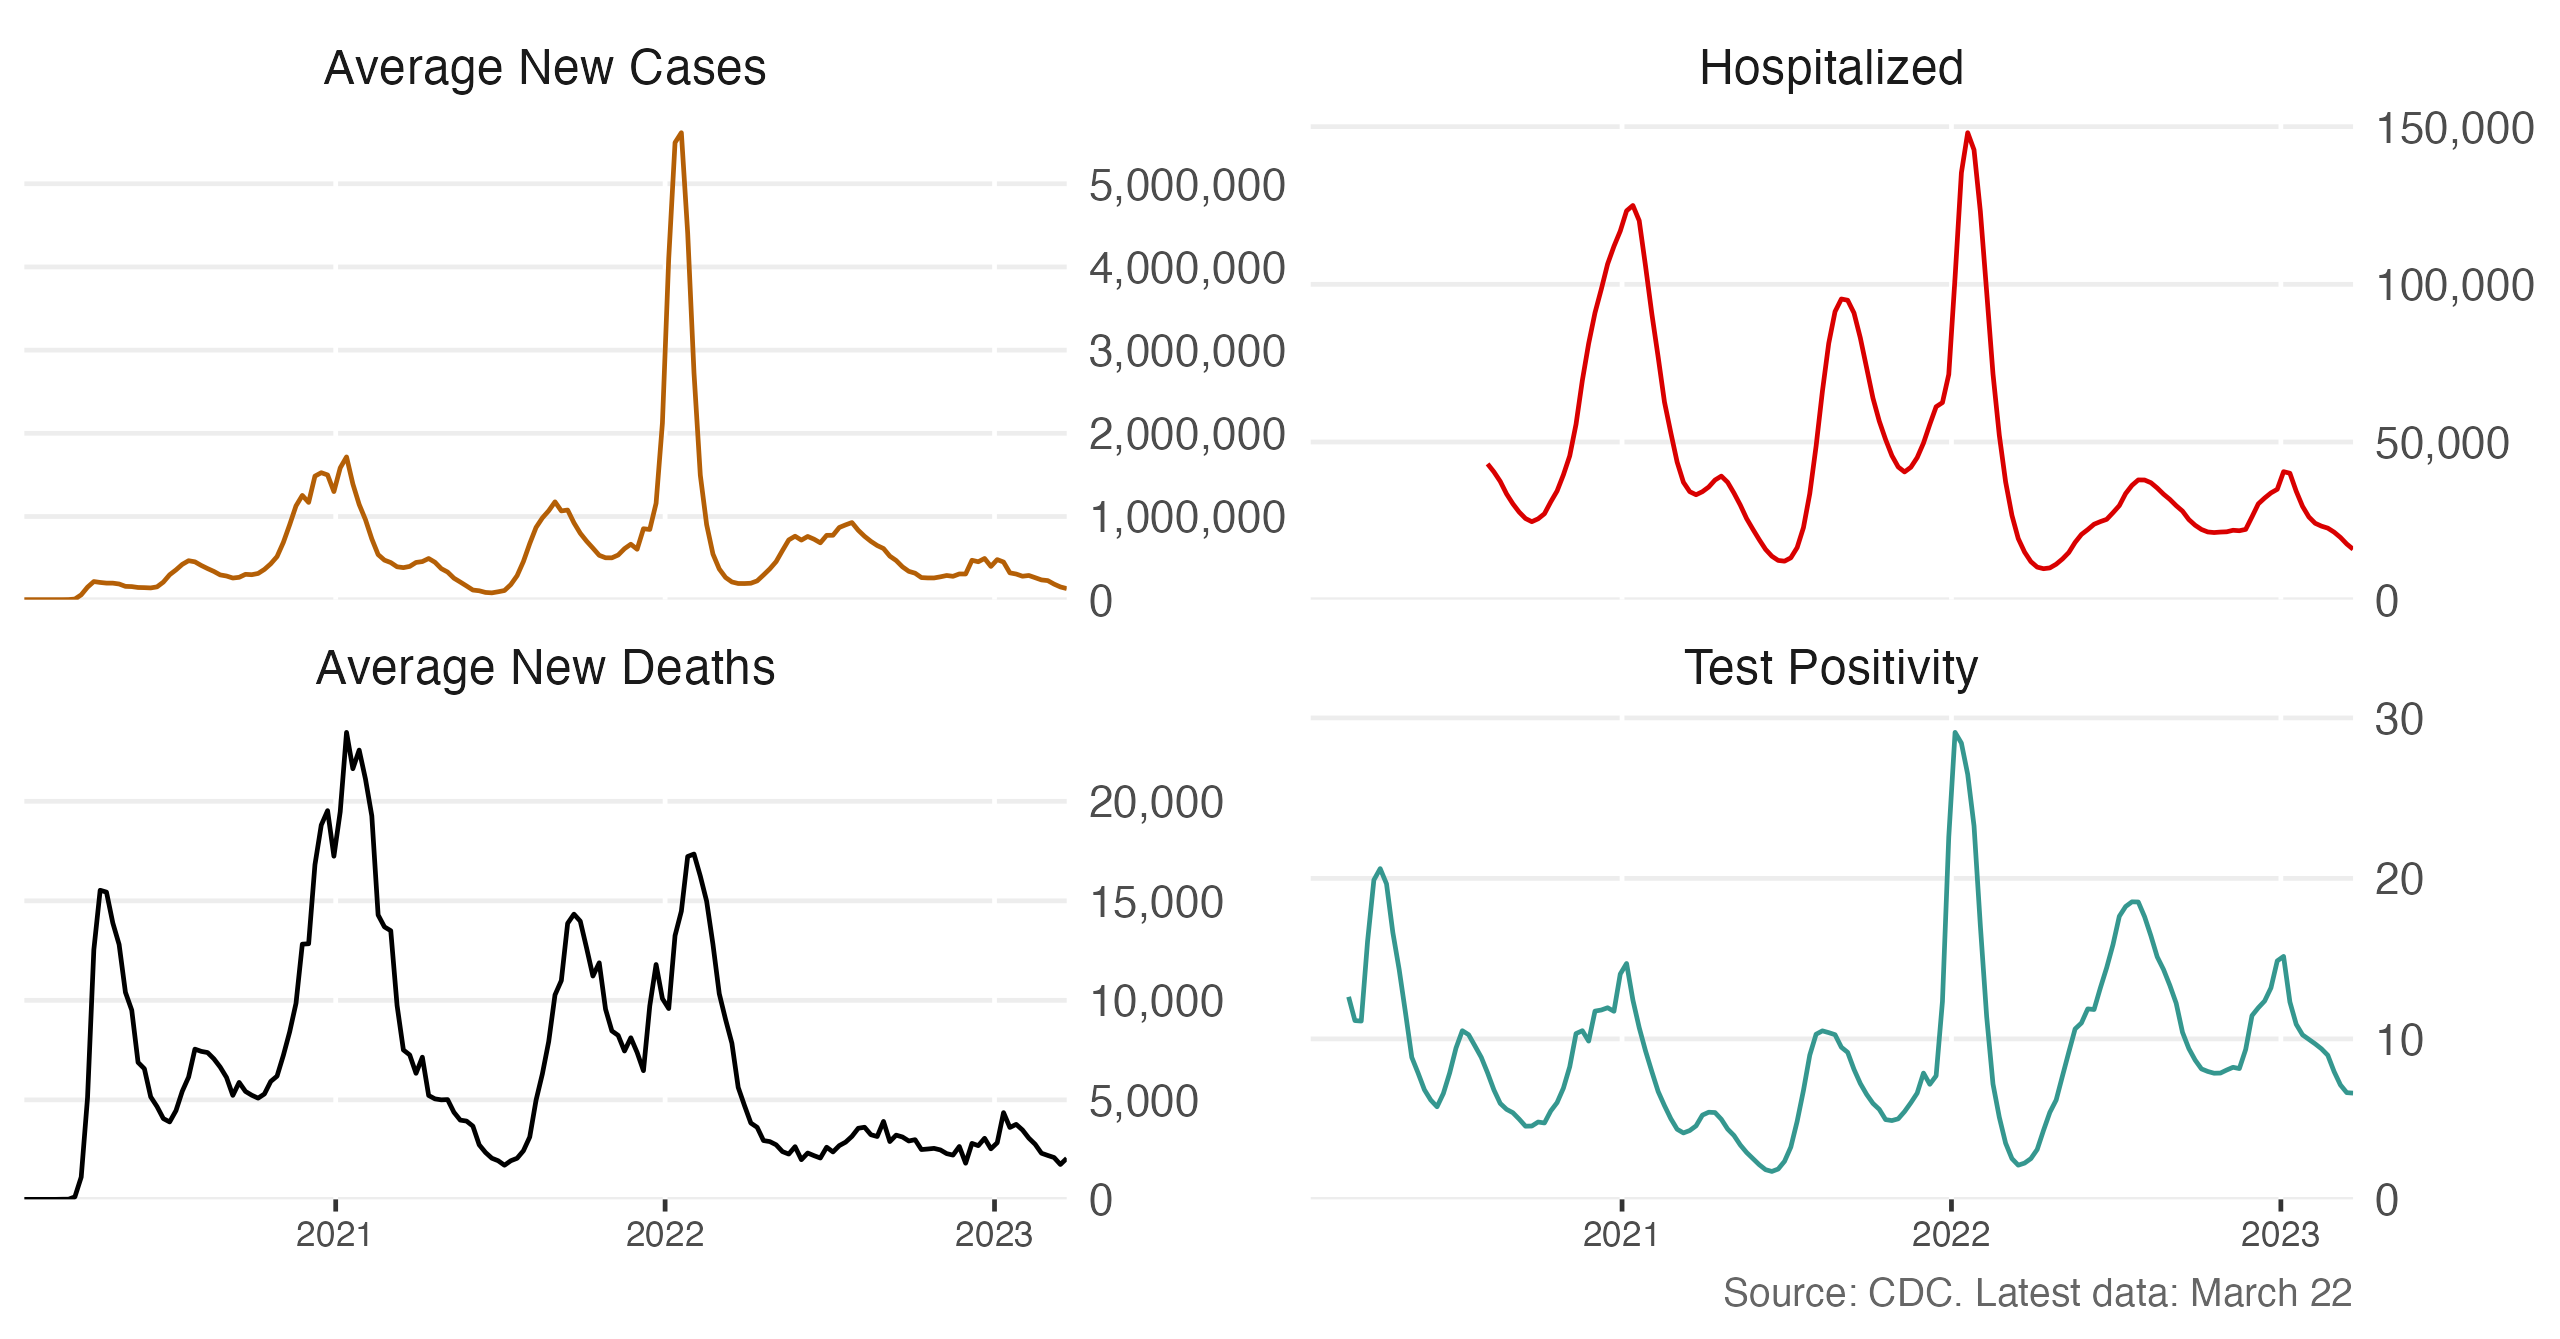 Average New Cases
5,000,000
4,000,000
3,000,000
2,000,000
1,000,000
0
Hospitalized
150,000
100,000
50,000
0
Average New Deaths
20,000
15,000
10,000
5,000
0
2021 2022 2023
Test Positivity
30
20
10
0
2021 2022 2023
Source: CDC. Latest data: March 22